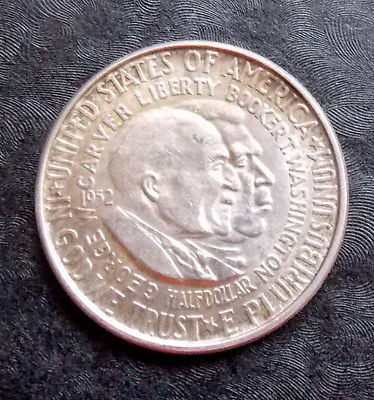 UNITED STATES OF AMERICA
IN GOD WE TRUST ★ E PLURIBUS UNUM
GEORGE W. CARVER LIBERTY BOOKER T. WASHINGTON
1952
HALF DOLLAR